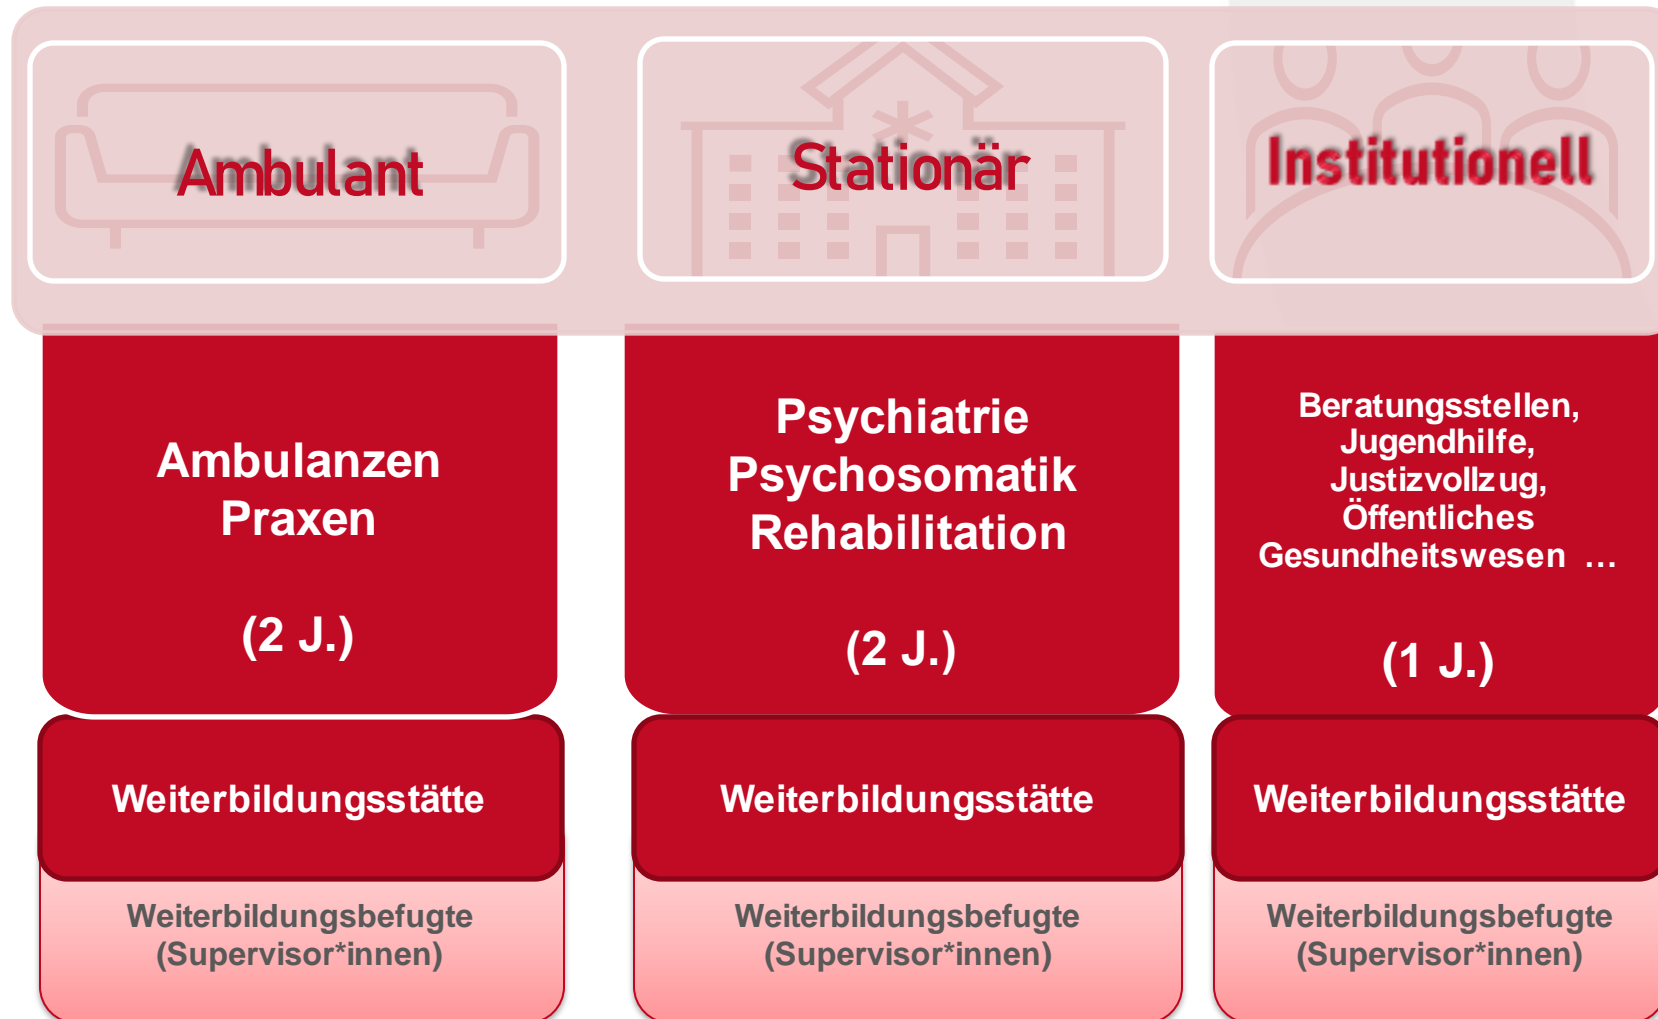 Ambulant
Stationär
Institutionell
Ambulanzen
Praxen
(2 J.)
Psychiatrie
Psychosomatik
Rehabilitation
(2 J.)
Beratungsstellen,
Jugendhilfe,
Justizvollzug,
Öffentliches
Gesundheitswesen …
(1 J.)
Weiterbildungsstätte
Weiterbildungsstätte
Weiterbildungsstätte
Weiterbildungsbefugte
(Supervisor*innen)
Weiterbildungsbefugte
(Supervisor*innen)
Weiterbildungsbefugte
(Supervisor*innen)